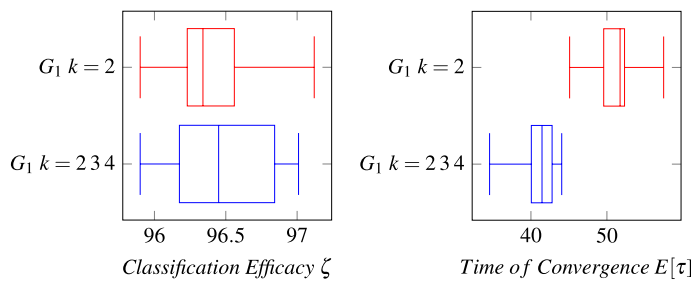 G₁ k = 2
G₁ k = 2 3 4
96 96.5 97
Classification Efficacy ζ
G₁ k = 2
G₁ k = 2 3 4
40 50
Time of Convergence E[τ]